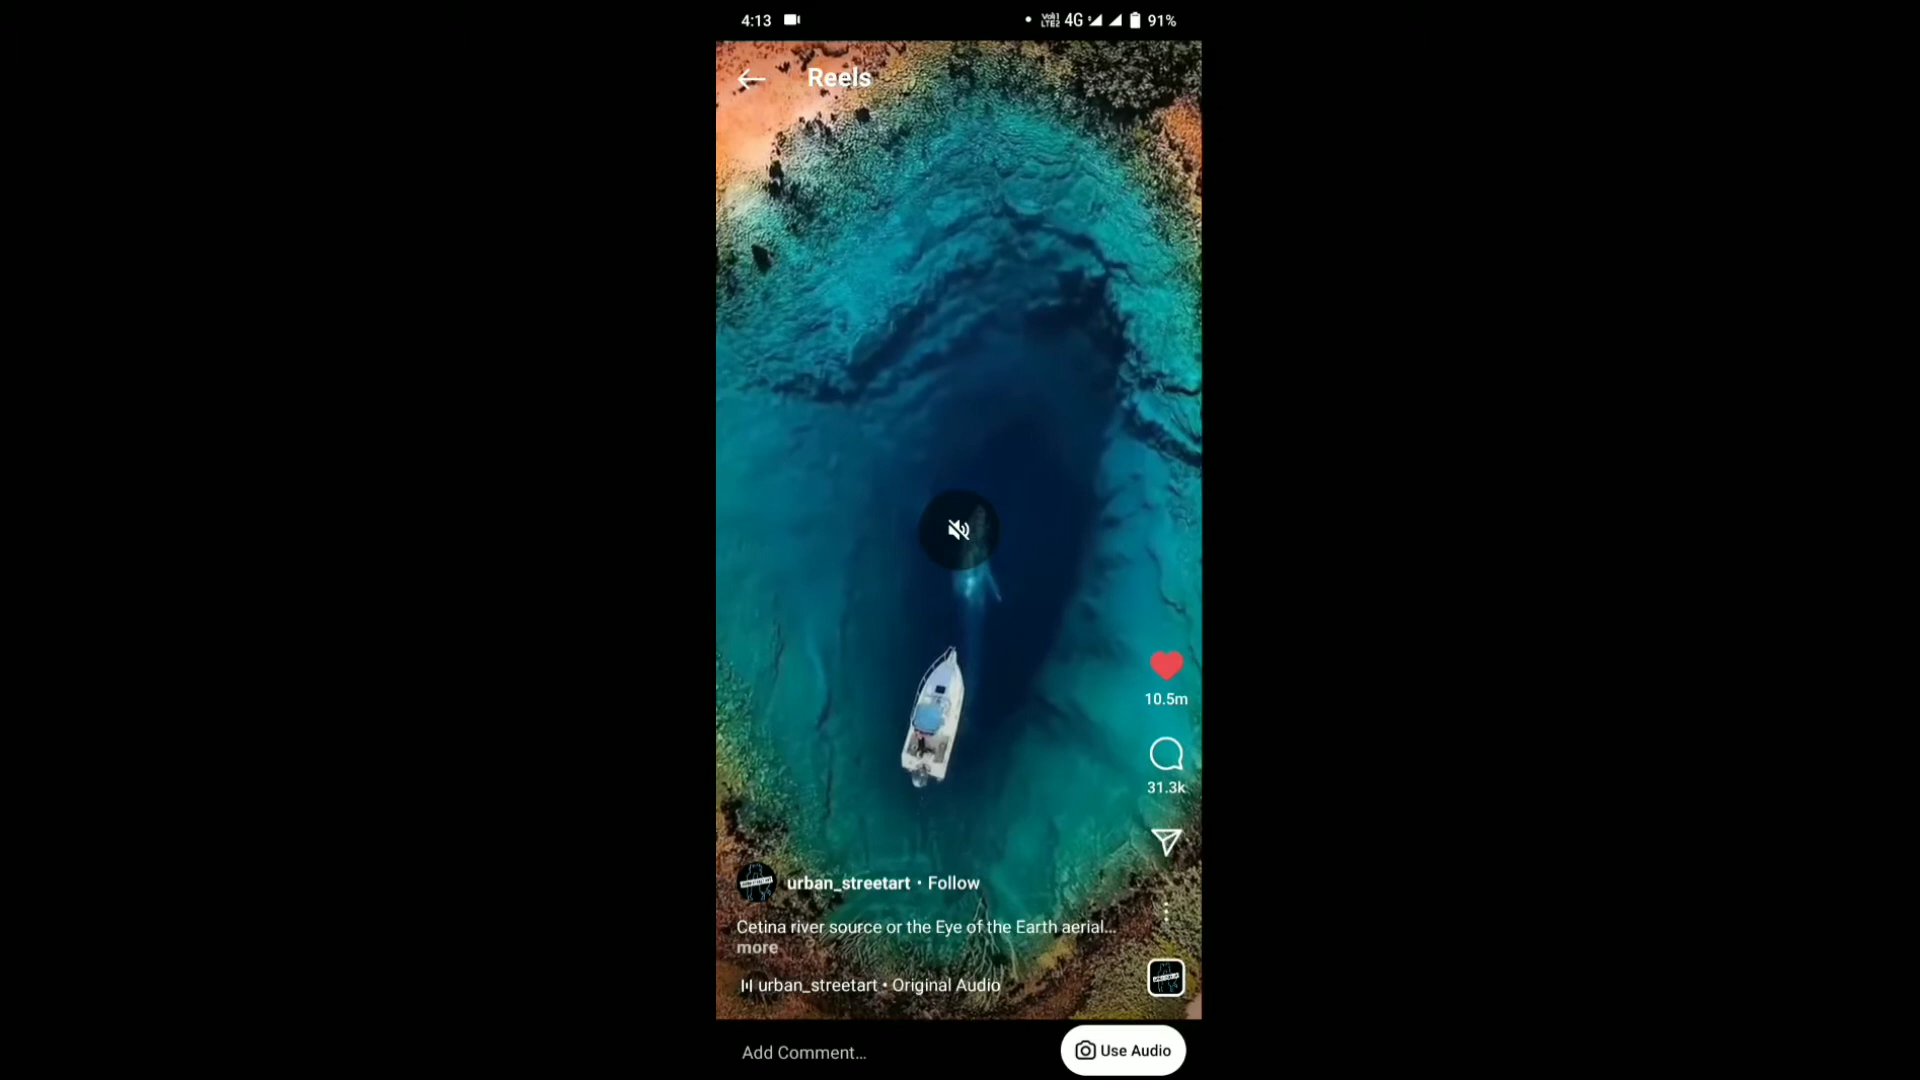 4:13
4G 91%
Reels
10.5m
31.3k
urban_streetart • Follow
Cetina river source or the Eye of the Earth aerial...
more
urban_streetart • Original Audio
Add Comment...
Use Audio